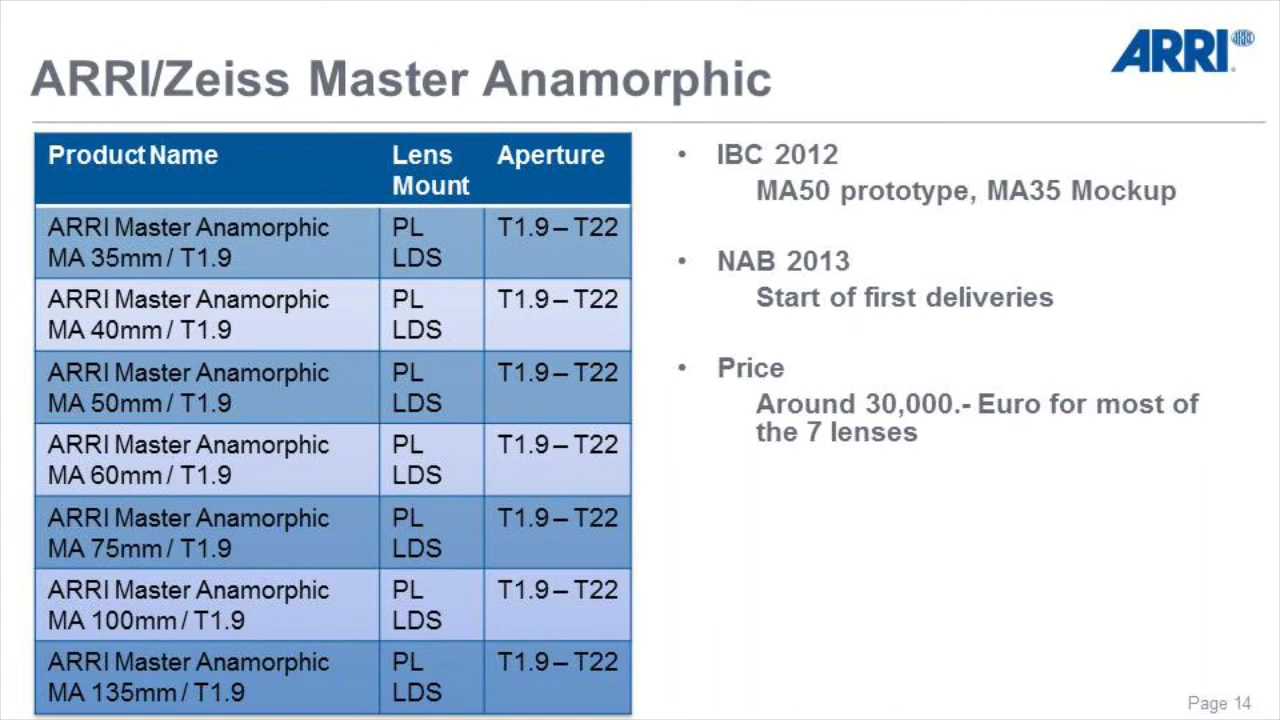 ARRI
ARRI/Zeiss Master Anamorphic
Product Name Lens Mount Aperture
ARRI Master Anamorphic MA 35mm / T1.9 PL LDS T1.9 – T22
ARRI Master Anamorphic MA 40mm / T1.9 PL LDS T1.9 – T22
ARRI Master Anamorphic MA 50mm / T1.9 PL LDS T1.9 – T22
ARRI Master Anamorphic MA 60mm / T1.9 PL LDS T1.9 – T22
ARRI Master Anamorphic MA 75mm / T1.9 PL LDS T1.9 – T22
ARRI Master Anamorphic MA 100mm / T1.9 PL LDS T1.9 – T22
ARRI Master Anamorphic MA 135mm / T1.9 PL LDS T1.9 – T22
• IBC 2012
MA50 prototype, MA35 Mockup
• NAB 2013
Start of first deliveries
• Price
Around 30,000.- Euro for most of
the 7 lenses
Page 14